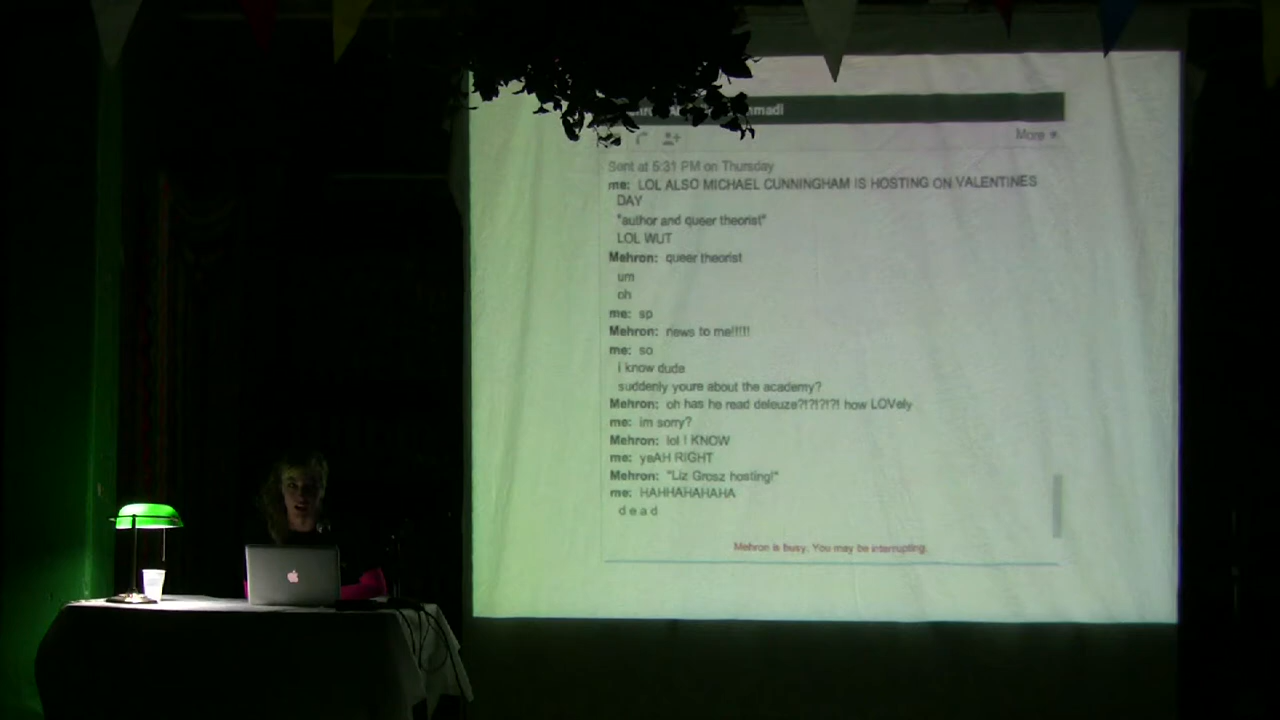 More
Sent at 5:31 PM on Thursday
me: LOL ALSO MICHAEL CUNNINGHAM IS HOSTING ON VALENTINES
DAY
"author and queer theorist"
LOL WUT
Mehron: queer theorist
um
oh
me: sp
Mehron: news to me!!!!!
me: so
i know dude
suddenly youre about the academy?
Mehron: oh has he read deleuze?!?!?!?! how LOVely
me: im sorry?
Mehron: lol I KNOW
me: yeAH RIGHT
Mehron: "Liz Grosz hosting!"
me: HAHHAHAHAHA
d e a d
Mehron is busy. You may be interrupting.